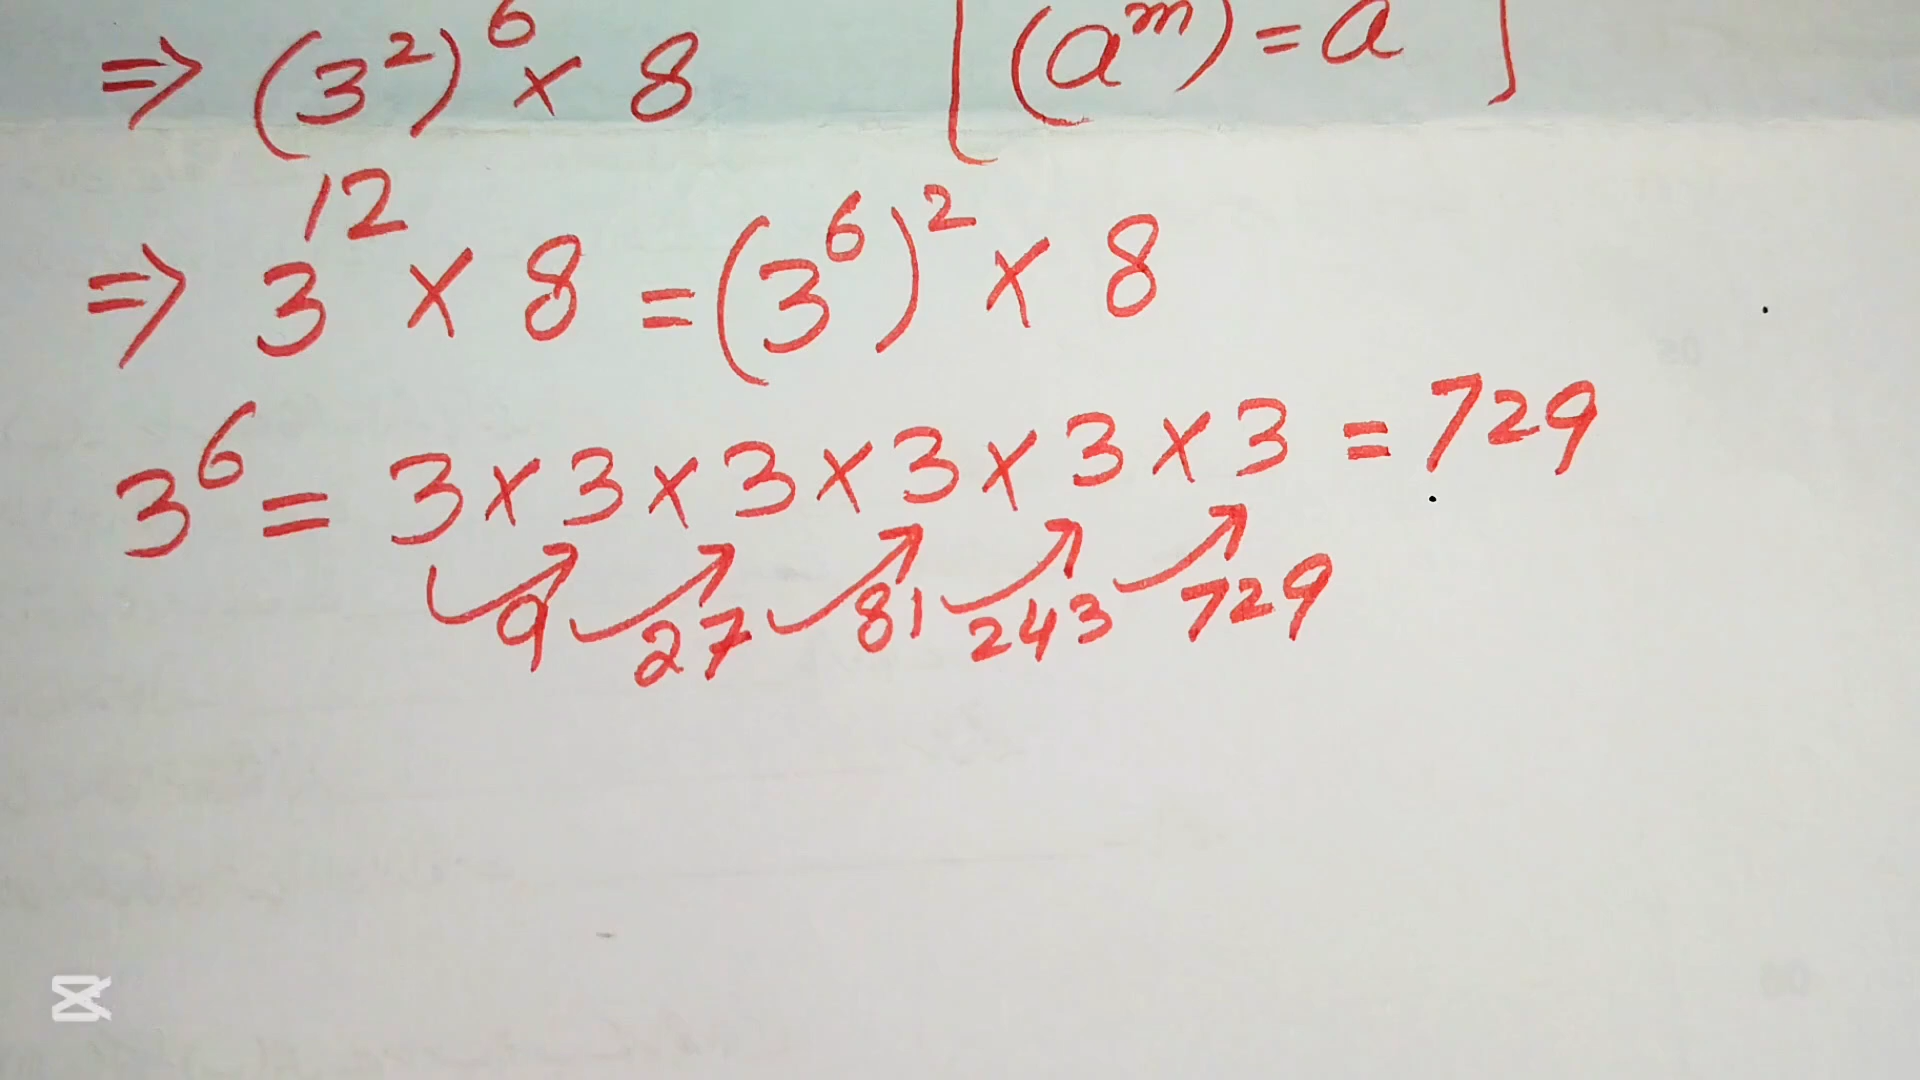 ⇒ (3²)⁶ × 8 [(aᵐ) = a ]
⇒ 3¹² × 8 = (3⁶)² × 8
3⁶ = 3 × 3 × 3 × 3 × 3 × 3 = 729
9 27 81 243 729